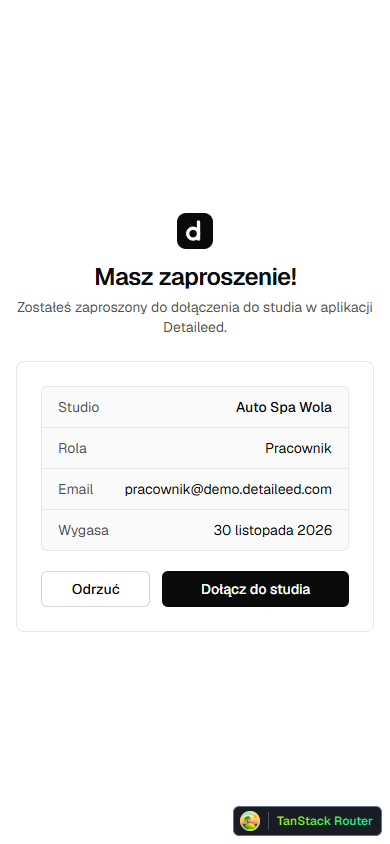 d
Masz zaproszenie!
Zostałeś zaproszony do dołączenia do studia w aplikacji
Detaileed.
Studio Auto Spa Wola
Rola Pracownik
Email pracownik@demo.detaileed.com
Wygasa 30 listopada 2026
Odrzuć Dołącz do studia
TanStack Router